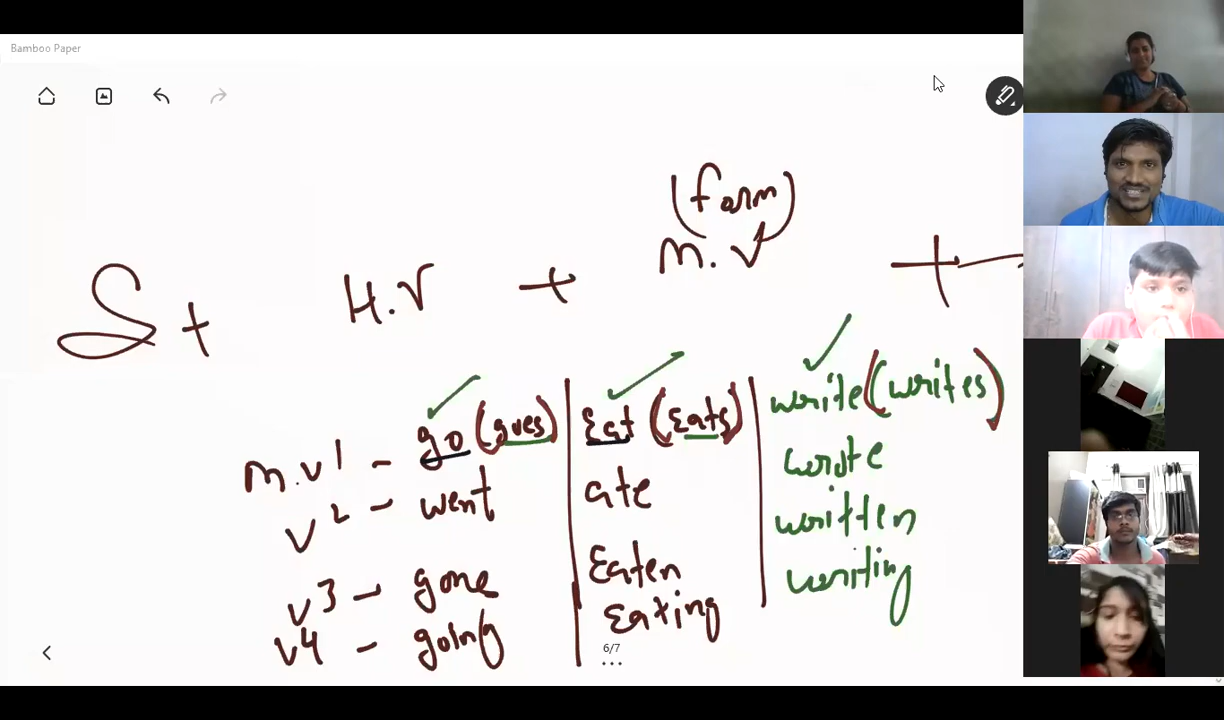 Bamboo Paper
(form)
S + H.V + M.V +
M.V1 - go (goes) Eat (Eats) write (writes)
V2 - went ate wrote
V3 - gone Eaten written
V4 - going Eating writing
6/7